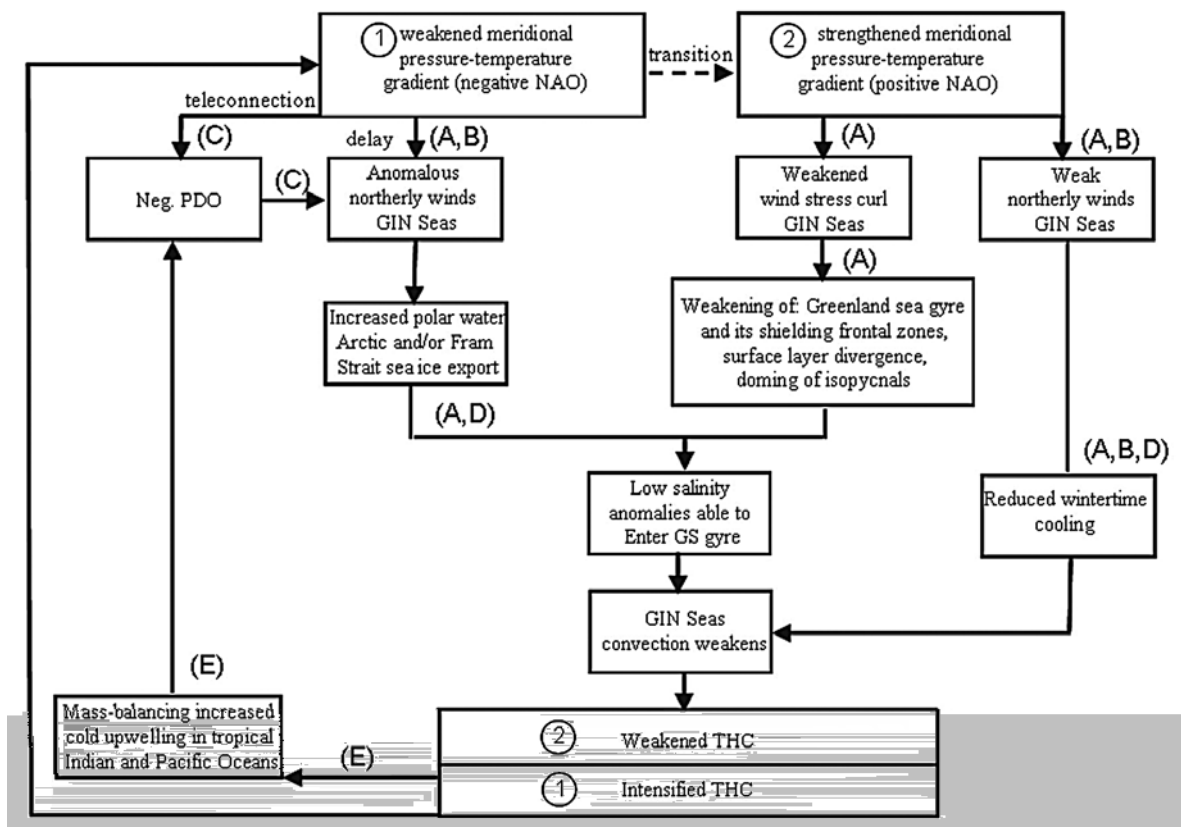 ① weakened meridional
pressure-temperature
gradient (negative NAO)
transition
② strengthened meridional
pressure-temperature
gradient (positive NAO)
teleconnection
(C)
delay
(A,B)
(A)
(A,B)
Neg. PDO
(C)
Anomalous
northerly winds
GIN Seas
Weakened
wind stress curl
GIN Seas
Weak
northerly winds
GIN Seas
(A)
Increased polar water
Arctic and/or Fram
Strait sea ice export
Weakening of: Greenland sea gyre
and its shielding frontal zones,
surface layer divergence,
doming of isopycnals
(A,D)
(A,B,D)
Low salinity
anomalies able to
Enter GS gyre
Reduced wintertime
cooling
GIN Seas
convection weakens
(E)
Mass-balancing increased
cold upwelling in tropical
Indian and Pacific Oceans
(E)
② Weakened THC
① Intensified THC